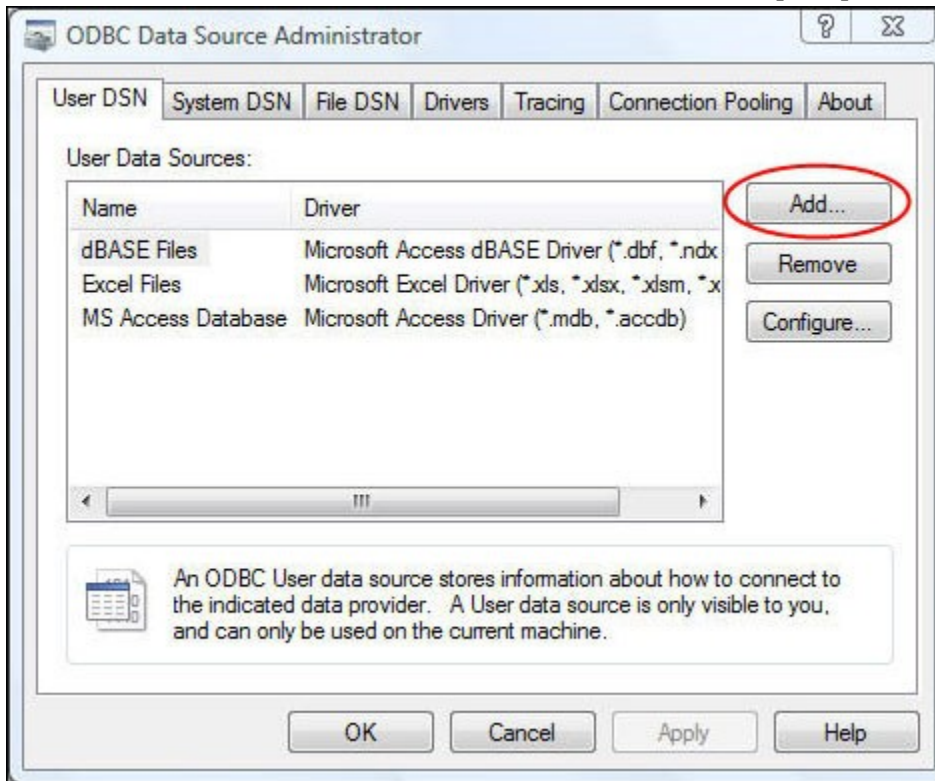 ODBC Data Source Administrator
User DSN System DSN File DSN Drivers Tracing Connection Pooling About
User Data Sources:
Name Driver
Add...
dBASE Files Microsoft Access dBASE Driver (*.dbf, *.ndx
Remove
Excel Files Microsoft Excel Driver (*.xls, *.xlsx, *.xlsm, *.x
MS Access Database Microsoft Access Driver (*.mdb, *.accdb)
Configure...
An ODBC User data source stores information about how to connect to
the indicated data provider. A User data source is only visible to you,
and can only be used on the current machine.
OK Cancel Apply Help